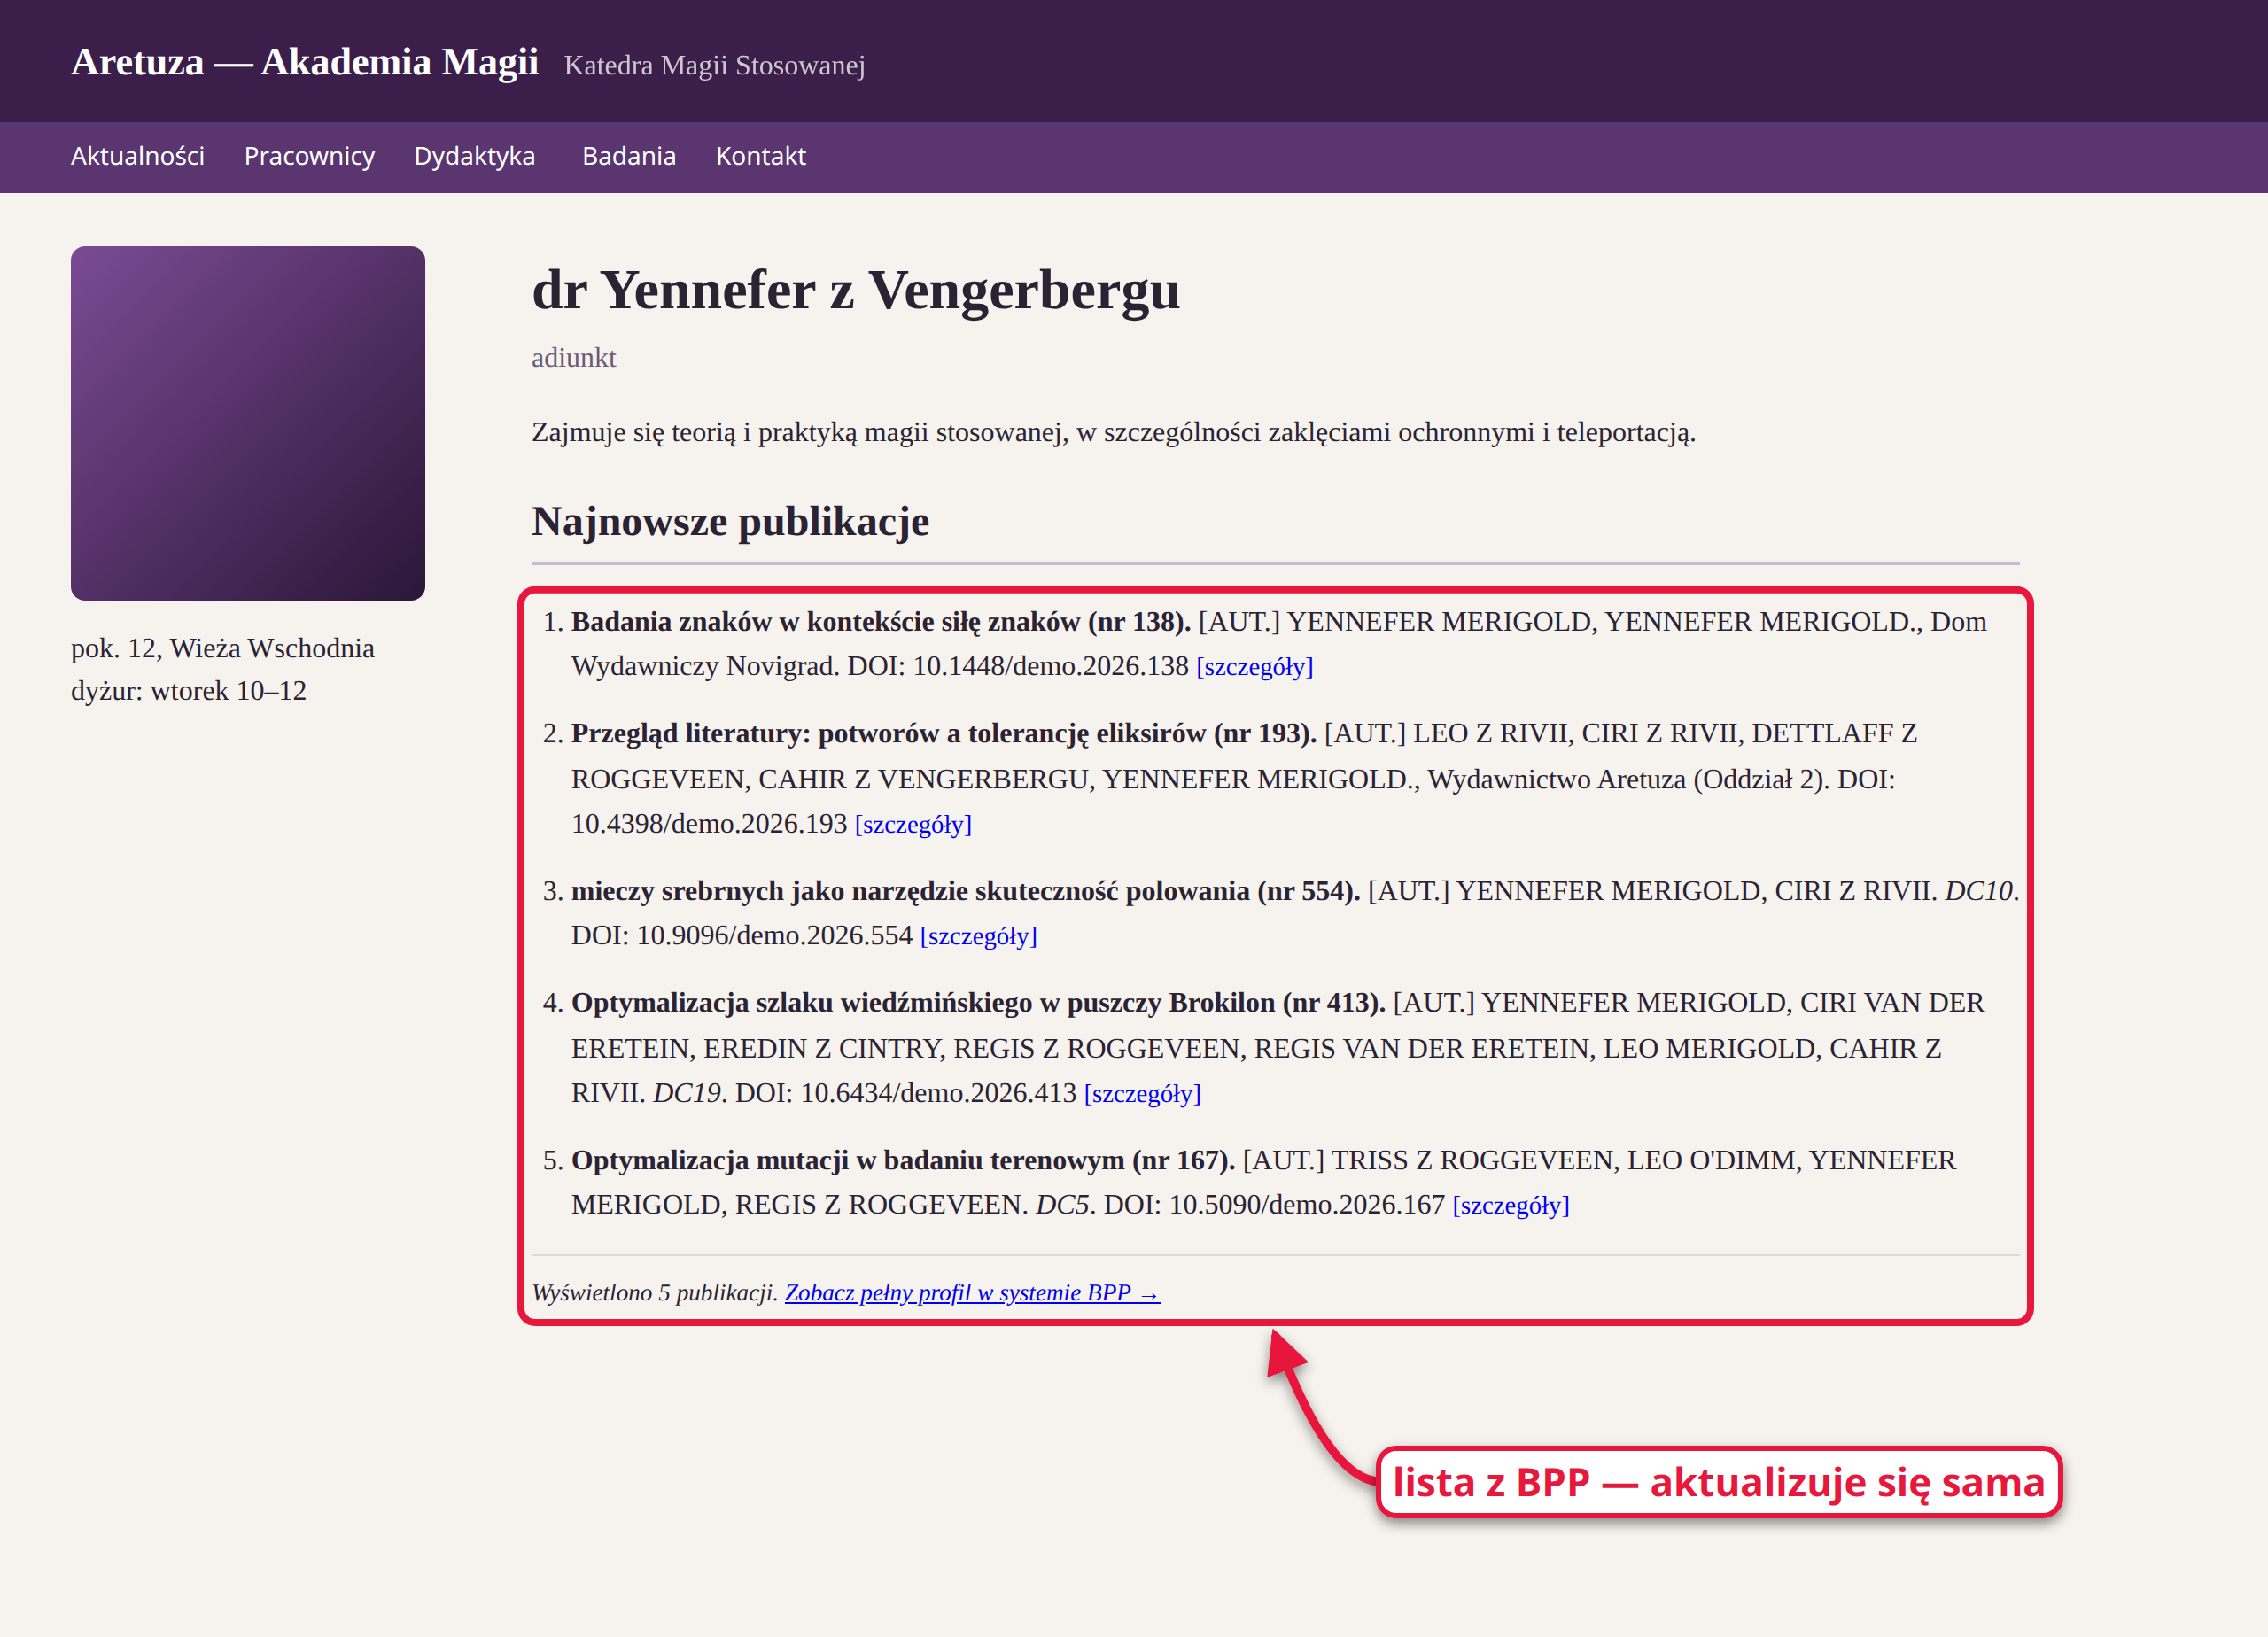 Aretuza — Akademia Magii Katedra Magii Stosowanej
Aktualności Pracownicy Dydaktyka Badania Kontakt
pok. 12, Wieża Wschodnia
dyżur: wtorek 10–12
dr Yennefer z Vengerbergu
adiunkt
Zajmuje się teorią i praktyką magii stosowanej, w szczególności zaklęciami ochronnymi i teleportacją.
Najnowsze publikacje
1. Badania znaków w kontekście siłę znaków (nr 138). [AUT.] YENNEFER MERIGOLD, YENNEFER MERIGOLD., Dom
Wydawniczy Novigrad. DOI: 10.1448/demo.2026.138 [szczegóły]
2. Przegląd literatury: potworów a tolerancję eliksirów (nr 193). [AUT.] LEO Z RIVII, CIRI Z RIVII, DETTLAFF Z
ROGGEVEEN, CAHIR Z VENGERBERGU, YENNEFER MERIGOLD., Wydawnictwo Aretuza (Oddział 2). DOI:
10.4398/demo.2026.193 [szczegóły]
3. mieczy srebrnych jako narzędzie skuteczność polowania (nr 554). [AUT.] YENNEFER MERIGOLD, CIRI Z RIVII. DC10.
DOI: 10.9096/demo.2026.554 [szczegóły]
4. Optymalizacja szlaku wiedźmińskiego w puszczy Brokilon (nr 413). [AUT.] YENNEFER MERIGOLD, CIRI VAN DER
ERETEIN, EREDIN Z CINTRY, REGIS Z ROGGEVEEN, REGIS VAN DER ERETEIN, LEO MERIGOLD, CAHIR Z
RIVII. DC19. DOI: 10.6434/demo.2026.413 [szczegóły]
5. Optymalizacja mutacji w badaniu terenowym (nr 167). [AUT.] TRISS Z ROGGEVEEN, LEO O'DIMM, YENNEFER
MERIGOLD, REGIS Z ROGGEVEEN. DC5. DOI: 10.5090/demo.2026.167 [szczegóły]
Wyświetlono 5 publikacji. Zobacz pełny profil w systemie BPP →
lista z BPP — aktualizuje się sama